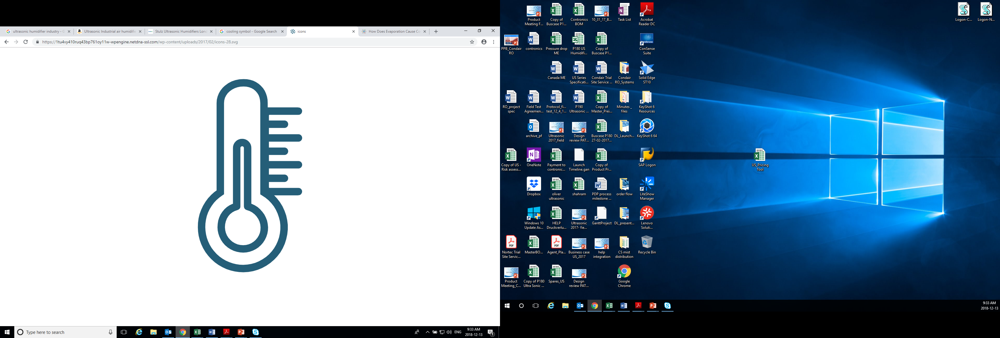 ultrasonic humidifier industry - G
Ultrasonic Industrial air humidifie
Stulz Ultrasonic Humidifiers Lond
cooling symbol - Google Search
icons
How Does Evaporation Cause Co
https://1tu4vy410ruq43bp761oy11w-wpengine.netdna-ssl.com/wp-content/uploads/2017/02/icons-28.svg
Type here to search
ENG
9:33 AM
2018-12-13
1
Product
Meeting F...
Copy of
Buscase P1...
Contronics
BOM
10_31_17_B...
Task List
Acrobat
Reader DC
Logon-C...
Logon-N...
PPB_Condair
RO
contronics
Pressure drop
ME
P180 US
Humidifi...
Copy of
Buscase P1...
ConSense
ConSense
Suite
Canada ME
US Series
Specificati...
Condair Trial
Site Service ...
Condair
RO_Systems
Solid Edge
ST10
RO_project
spec
Field Test
Agreemen...
Protocol_fi...
test_12_4_1...
P190
Ultrasonic ...
Copy of
Master_Prei...
Minutes _
files
KeyShot 6
Resources
archive_pf
Ultrasonic
2017_field
Design
review PAT...
Buscase P180
27-02-2017...
DL_Launch...
KeyShot 6 64
Copy of US -
Risk assess...
OneNote
Payment to
contronic...
Launch
Timeline.gan
Copy of
Product Pr...
SAP Logon
US_Pricing
Tool
Dropbox
oliver
ultrasonic
shahram
PDP process
milestone ...
order flow
LiteShow
Manager
Windows 10
Update As...
HELP
Druckverlu...
Ultrasonic
2017- fie...
GanttProject
DL_present...
Lenovo
Soluti...
PDF
Nortec Trial
Site Servic...
MasterBO...
PDF
Agent_Pla...
Business case
US_2017
help
integration
CS mist
distribution
Recycle Bin
Product
Meeting_C...
Copy of P180
Ultra Sonic ...
Spares_US
Design
review PAT...
Google
Chrome
9:33 AM
2018-12-13